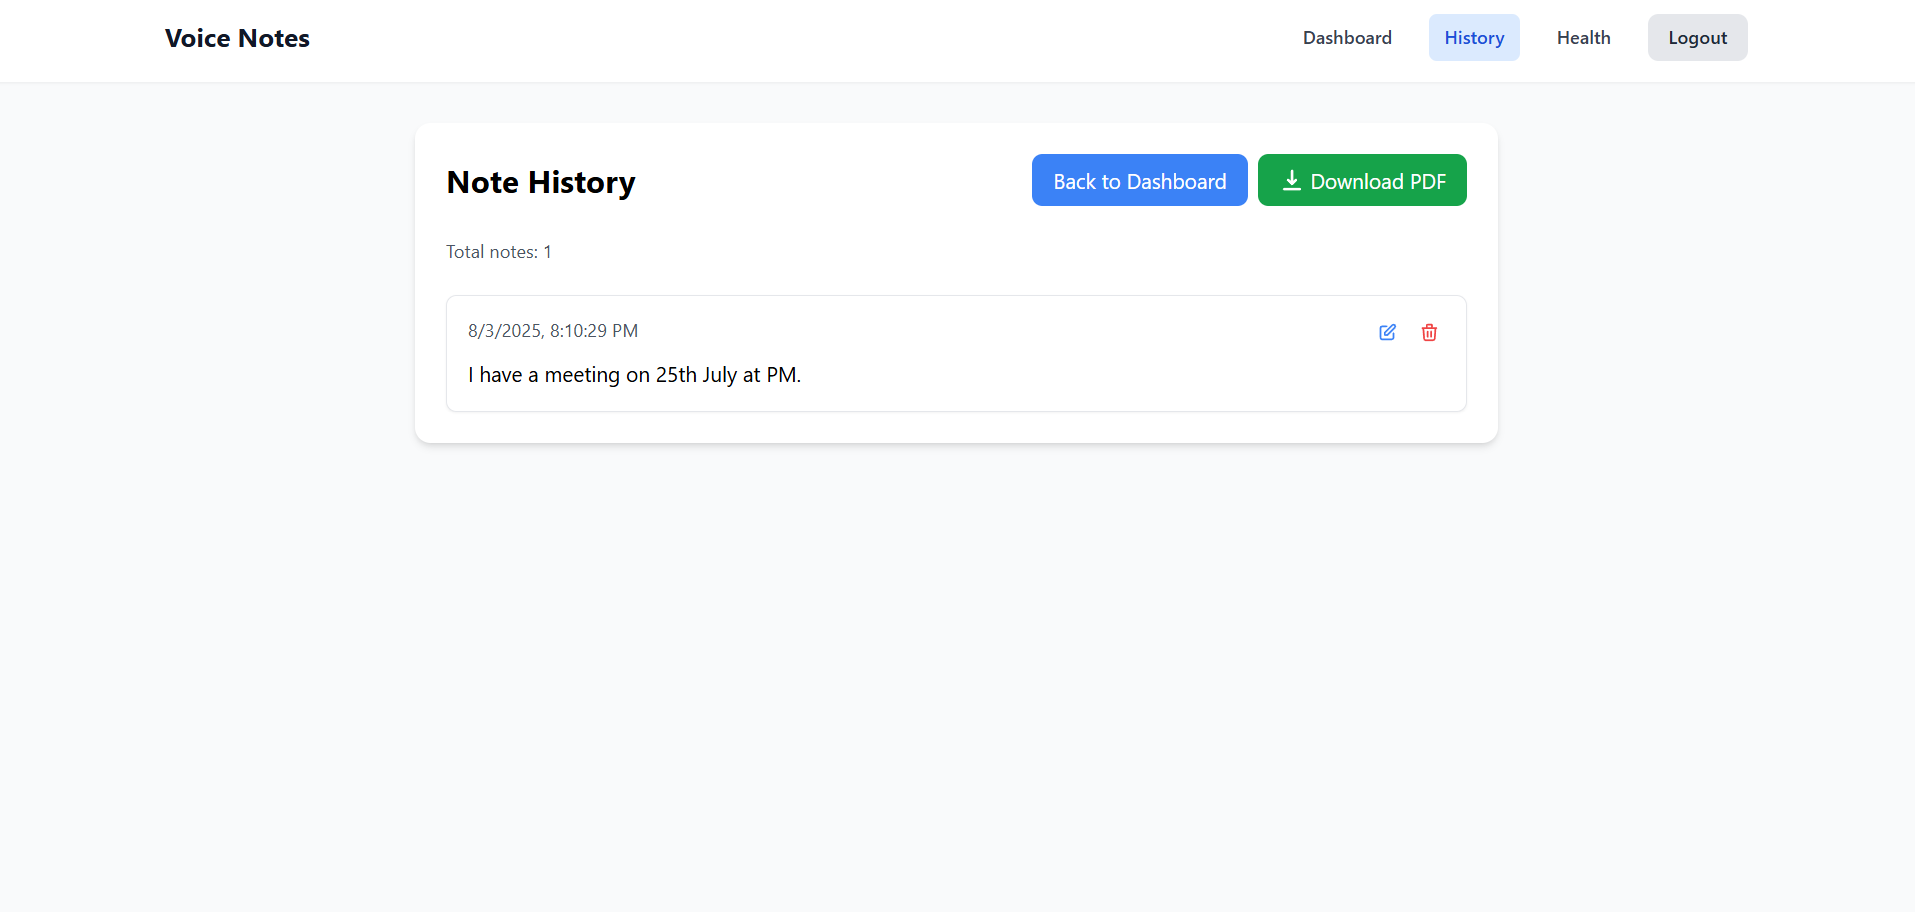 Voice Notes Dashboard History Health Logout
Note History Back to Dashboard Download PDF
Total notes: 1
8/3/2025, 8:10:29 PM
I have a meeting on 25th July at PM.